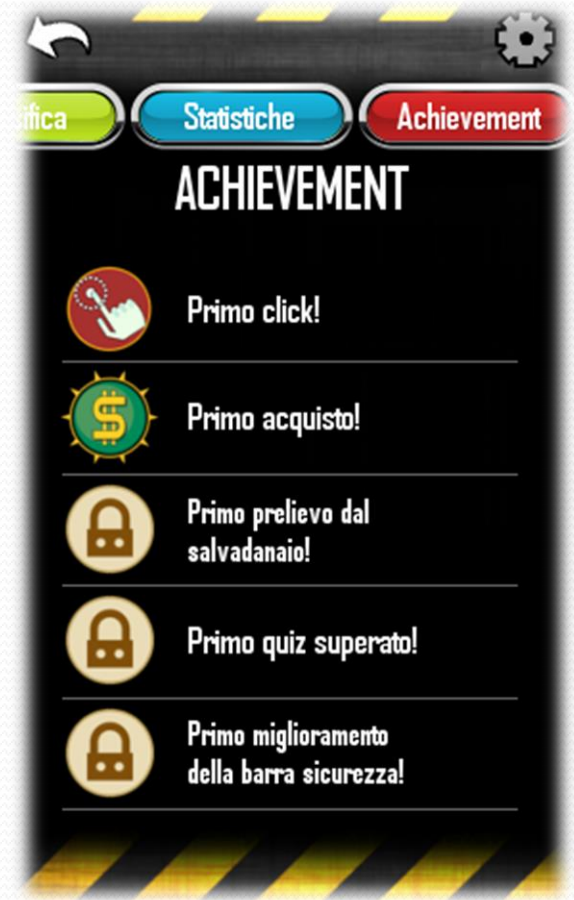 ifica
Statistiche
Achievement
ACHIEVEMENT
Primo click!
Primo acquisto!
Primo prelievo dal
salvadanaio!
Primo quiz superato!
Primo miglioramento
della barra sicurezza!